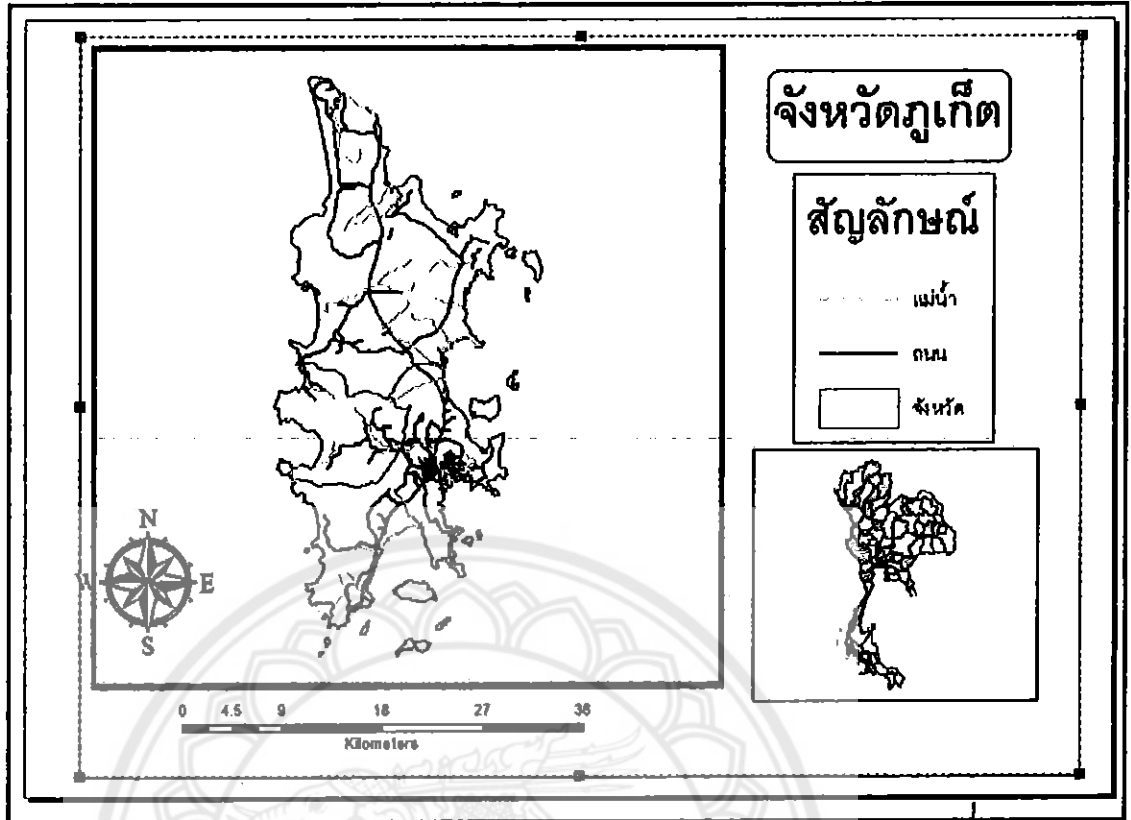 จังหวัดภูเก็ต
สัญลักษณ์
แม่น้ำ
ถนน
จังหวัด
N
W E
S
0 4.5 9 18 27 36
Kilometers